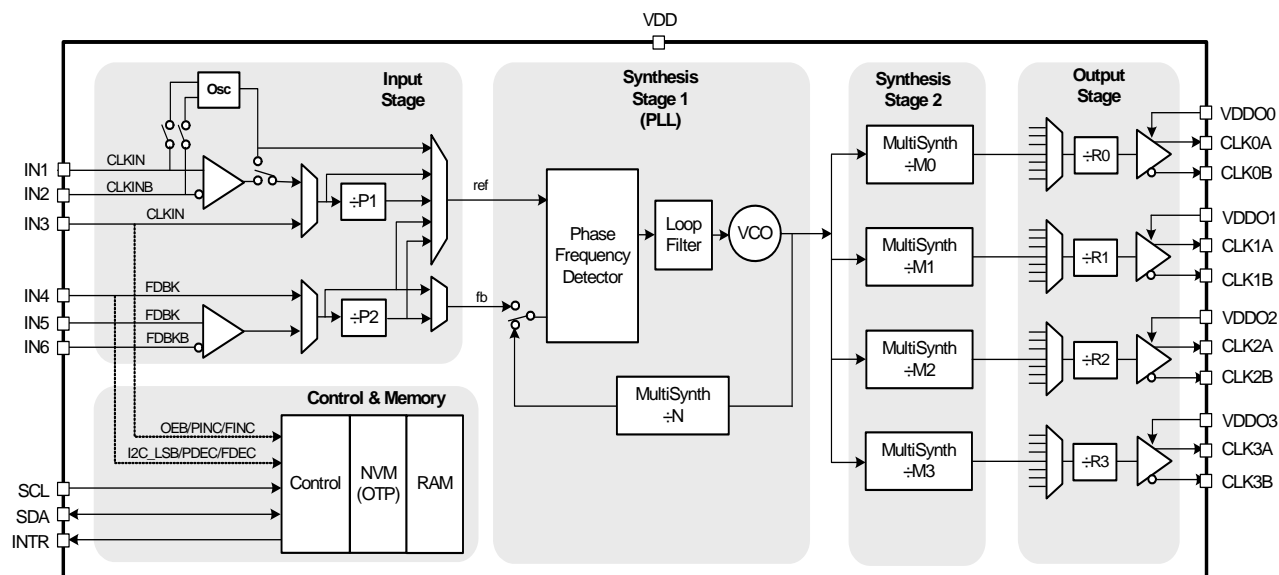 VDD
Input
Stage
Synthesis
Stage 1
(PLL)
Synthesis
Stage 2
Output
Stage
Osc
IN1
CLKIN
IN2
CLKINB
IN3
CLKIN
÷P1
ref
IN4
FDBK
IN5
FDBK
IN6
FDBKB
÷P2
fb
Phase
Frequency
Detector
Loop
Filter
VCO
MultiSynth
÷N
MultiSynth
÷M0
MultiSynth
÷M1
MultiSynth
÷M2
MultiSynth
÷M3
÷R0
÷R1
÷R2
÷R3
VDDO0
CLK0A
CLK0B
VDDO1
CLK1A
CLK1B
VDDO2
CLK2A
CLK2B
VDDO3
CLK3A
CLK3B
Control & Memory
OEB/PINC/FINC
I2C_LSB/PDEC/FDEC
Control
NVM
(OTP)
RAM
SCL
SDA
INTR